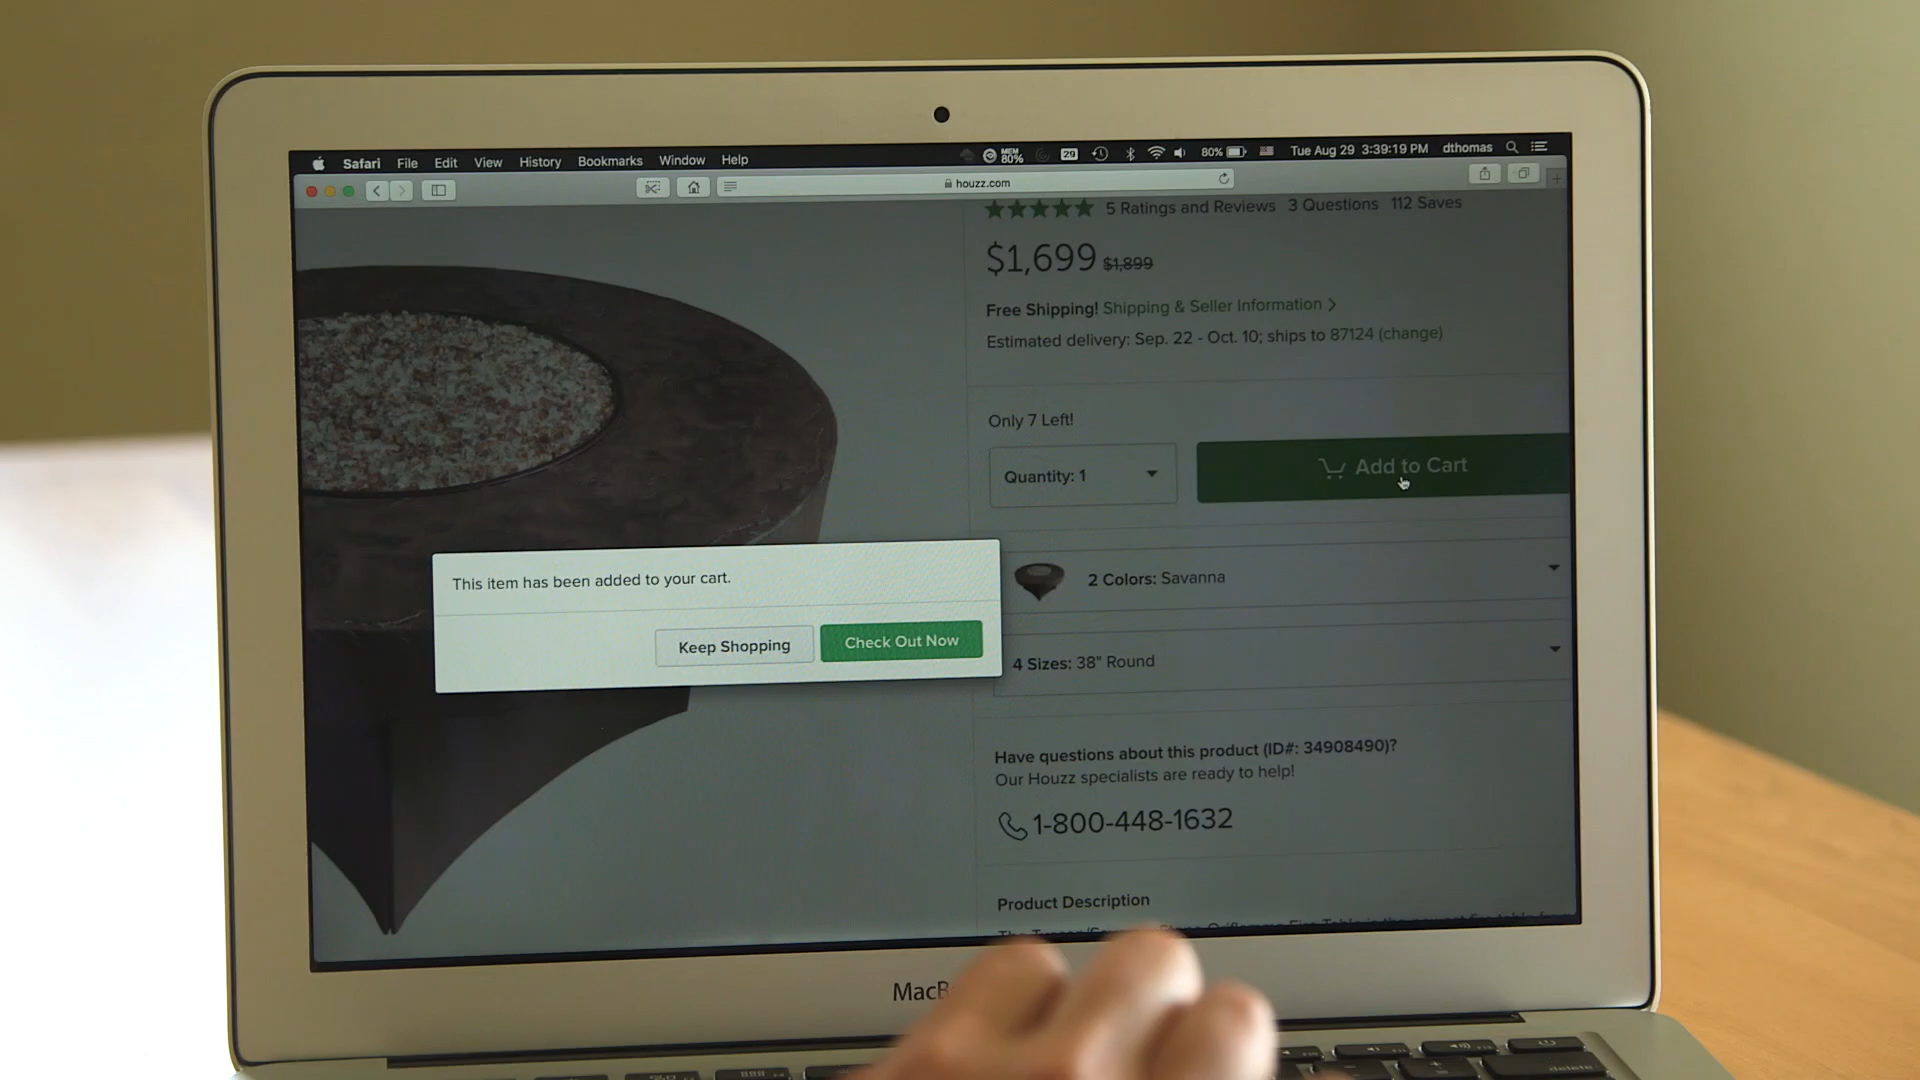 Safari File Edit View History Bookmarks Window Help
MEM 80% 29 80% Tue Aug 29 3:39:19 PM dthomas
houzz.com
5 Ratings and Reviews 3 Questions 112 Saves
$1,699 $1,899
Free Shipping! Shipping & Seller Information >
Estimated delivery: Sep. 22 - Oct. 10; ships to 87124 (change)
Only 7 Left!
Quantity: 1
Add to Cart
This item has been added to your cart.
Keep Shopping
Check Out Now
2 Colors: Savanna
4 Sizes: 38" Round
Have questions about this product (ID#: 34908490)?
Our Houzz specialists are ready to help!
1-800-448-1632
Product Description
MacB
delete